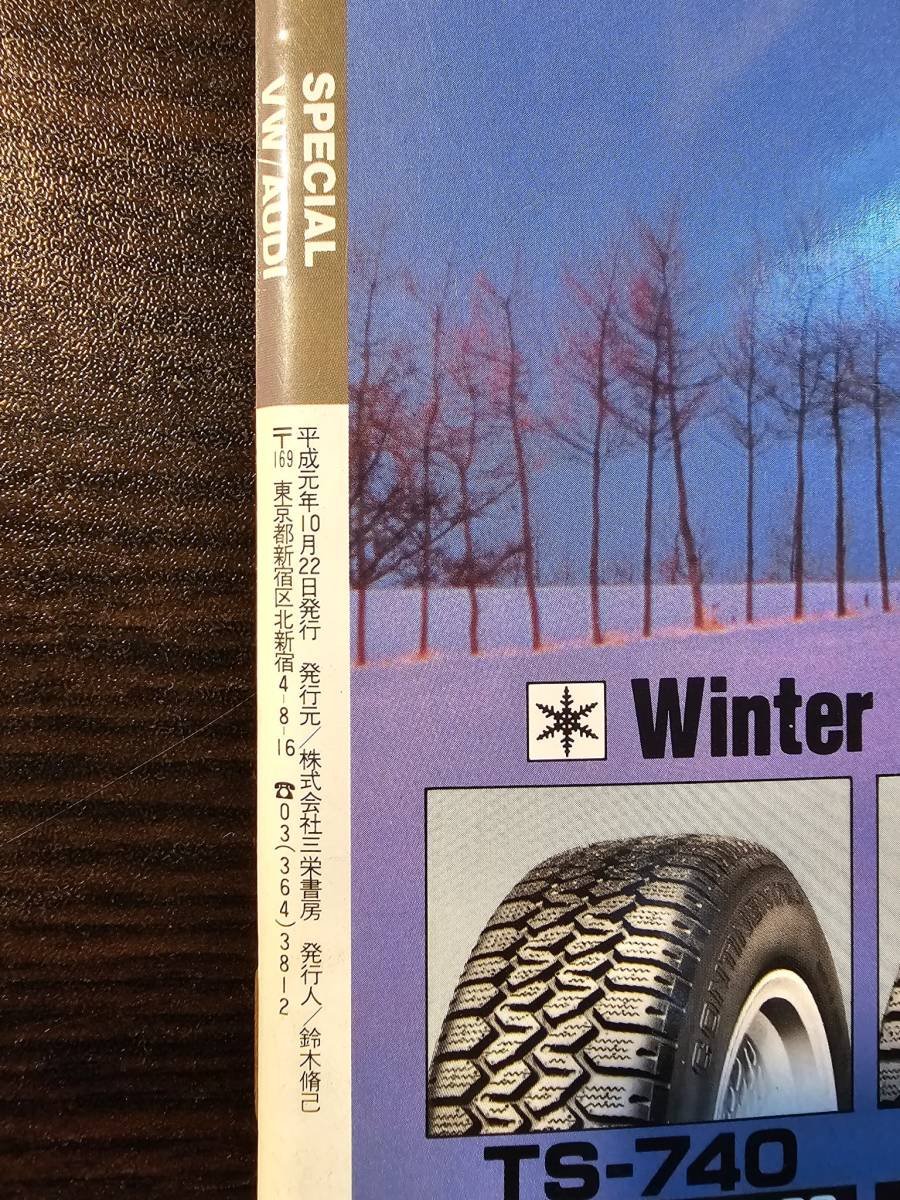 SPECIAL
VW/AUDI
平成元年10月22日発行 発行元/株式会社三栄書房 発行人/鈴木脩己
〒169 東京都新宿区北新宿4-8-16 ☎03(364)3812
Winter
TS-740